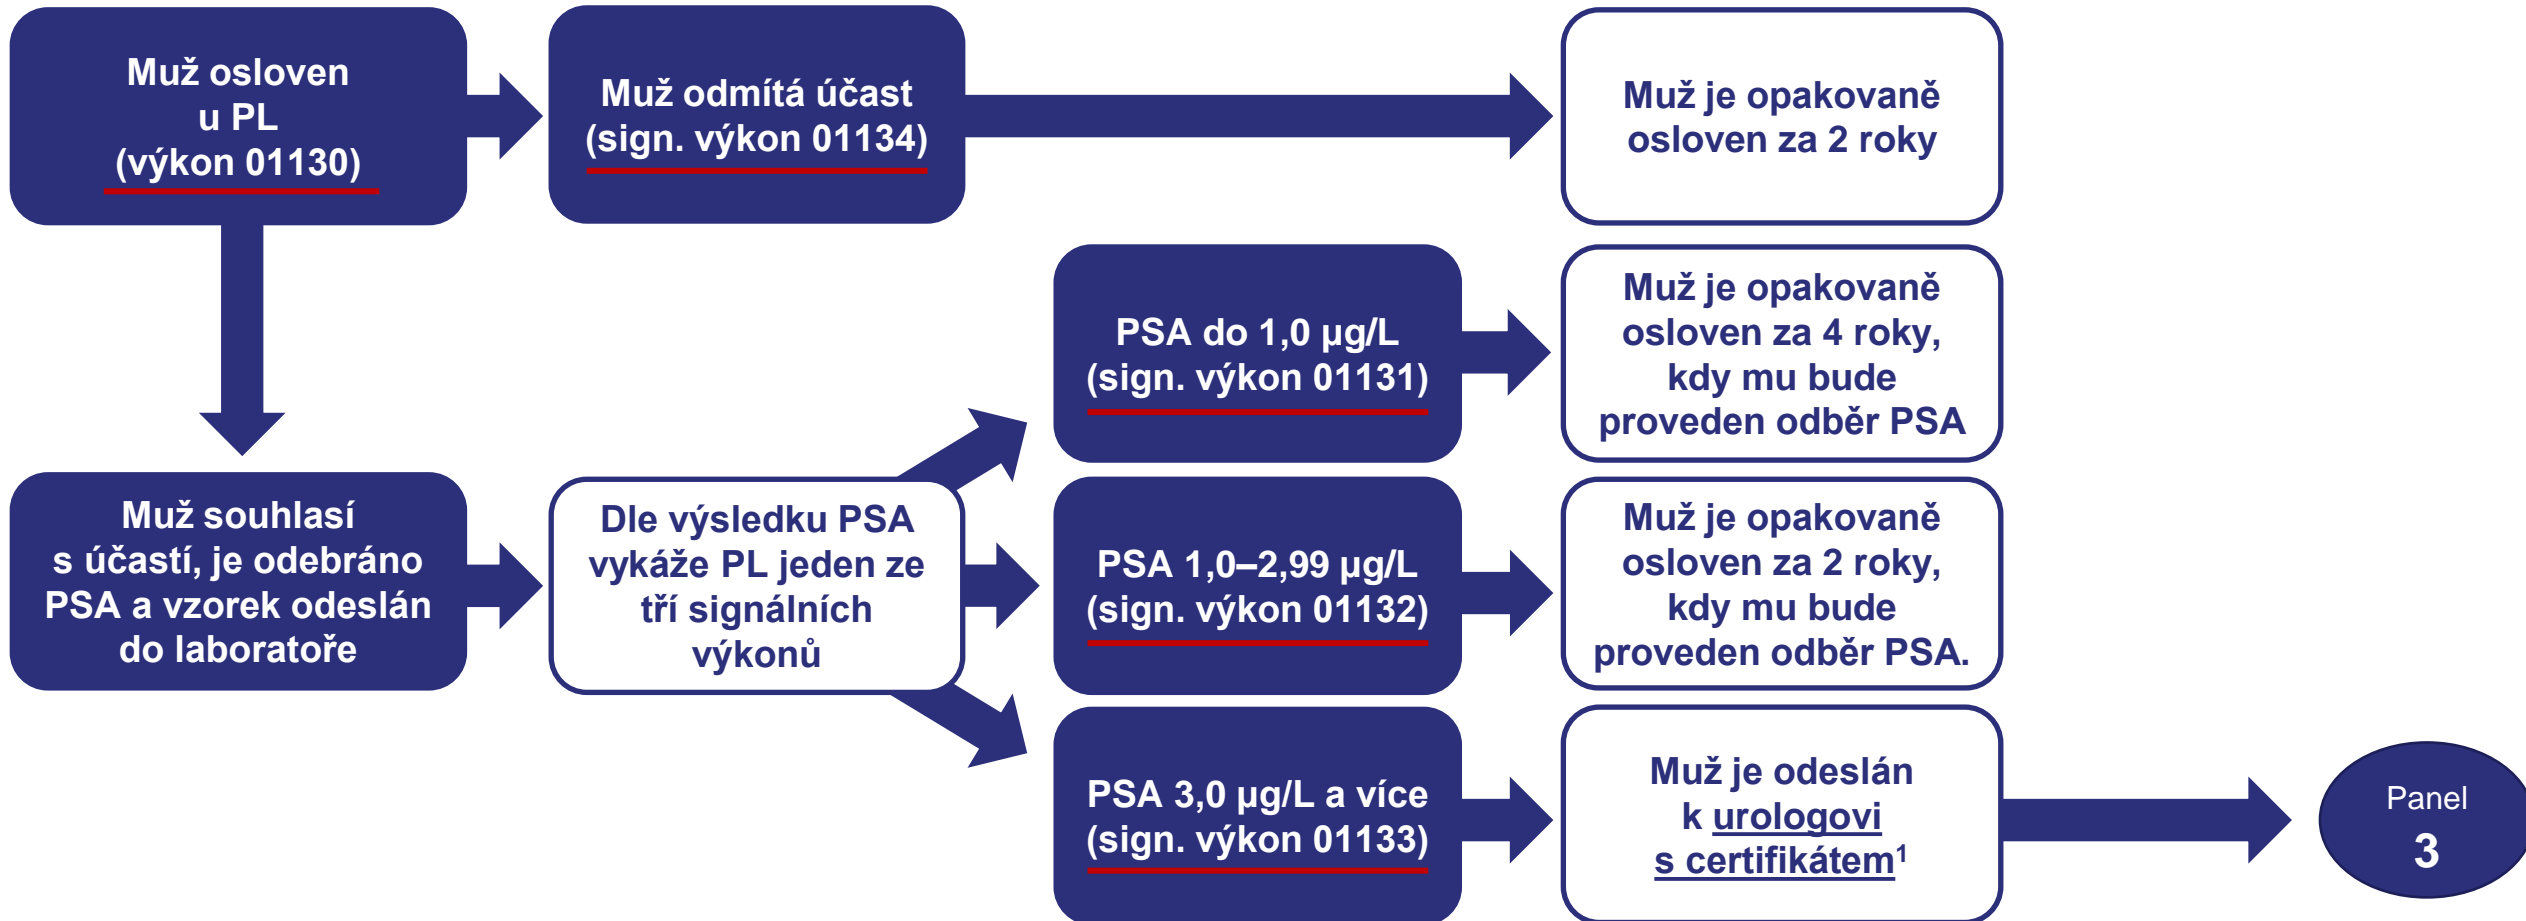 Muž osloven
u PL
(výkon 01130)
Muž odmítá účast
(sign. výkon 01134)
Muž je opakovaně
osloven za 2 roky
Muž souhlasí
s účastí, je odebráno
PSA a vzorek odeslán
do laboratoře
Dle výsledku PSA
vykáže PL jeden ze
tří signálních
výkonů
PSA do 1,0 µg/L
(sign. výkon 01131)
Muž je opakovaně
osloven za 4 roky,
kdy mu bude
proveden odběr PSA
PSA 1,0–2,99 µg/L
(sign. výkon 01132)
Muž je opakovaně
osloven za 2 roky,
kdy mu bude
proveden odběr PSA.
PSA 3,0 µg/L a více
(sign. výkon 01133)
Muž je odeslán
k urologovi
s certifikátem¹
Panel
3